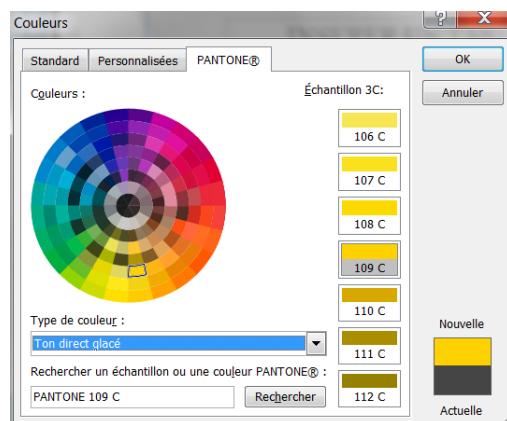 Couleurs
? X
Standard Personnalisées PANTONE®
OK
Annuler
Couleurs :
Échantillon 3C:
106 C
107 C
108 C
109 C
110 C
111 C
112 C
Type de couleur :
Ton direct glacé
Rechercher un échantillon ou une couleur PANTONE® :
PANTONE 109 C
Rechercher
Nouvelle
Actuelle